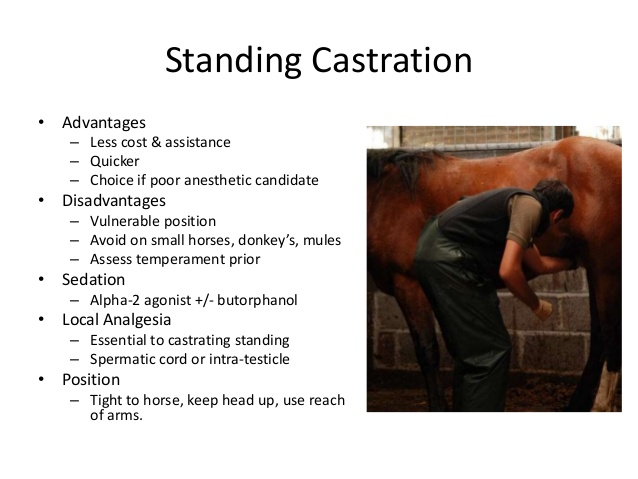 Standing Castration
• Advantages
– Less cost & assistance
– Quicker
– Choice if poor anesthetic candidate
• Disadvantages
– Vulnerable position
– Avoid on small horses, donkey's, mules
– Assess temperament prior
• Sedation
– Alpha-2 agonist +/- butorphanol
• Local Analgesia
– Essential to castrating standing
– Spermatic cord or intra-testicle
• Position
– Tight to horse, keep head up, use reach
of arms.